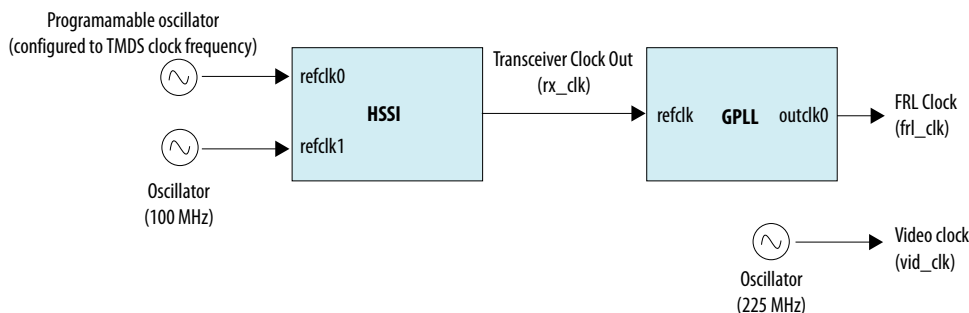 Programamable oscillator
(configured to TMDS clock frequency)
refclk0
HSSI
refclk1
Oscillator
(100 MHz)
Transceiver Clock Out
(rx_clk)
refclk
GPLL
outclk0
FRL Clock
(frl_clk)
Oscillator
(225 MHz)
Video clock
(vid_clk)